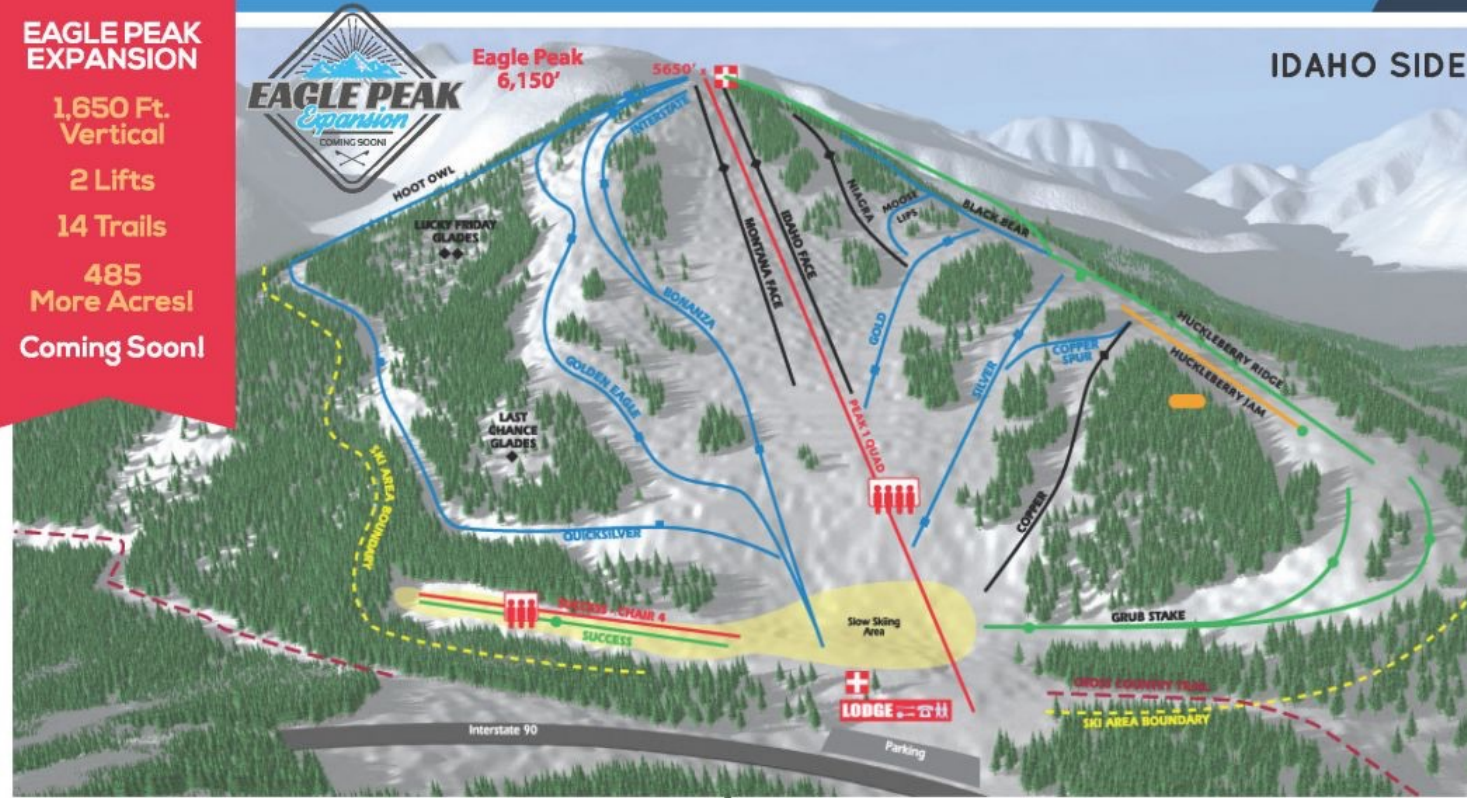 EAGLE PEAK
EXPANSION
1,650 Ft.
Vertical
2 Lifts
14 Trails
485
More Acres!
Coming Soon!
EAGLE PEAK
Expansion
COMING SOON!
Eagle Peak
6,150'
5650'
IDAHO SIDE
INTERSTATE
HOOT OWL
LUCKY FRIDAY
GLADES
MONTANA FACE
IDAHO FACE
NIAGRA
MOOSE
LIPS
BLACK BEAR
BONANZA
GOLD
GOLDEN EAGLE
SILVER
COPPER
SPUR
HUCKLEBERRY RIDGE
HUCKLEBERRY JAM
LAST
CHANCE
GLADES
PEAK 1 QUAD
SKI AREA BOUNDARY
COPPER
QUICKSILVER
CHAIR 4
SUCCESS
Slow Skiing
Area
GRUB STAKE
CROSS COUNTRY TRAIL
SKI AREA BOUNDARY
LODGE
Interstate 90
Parking